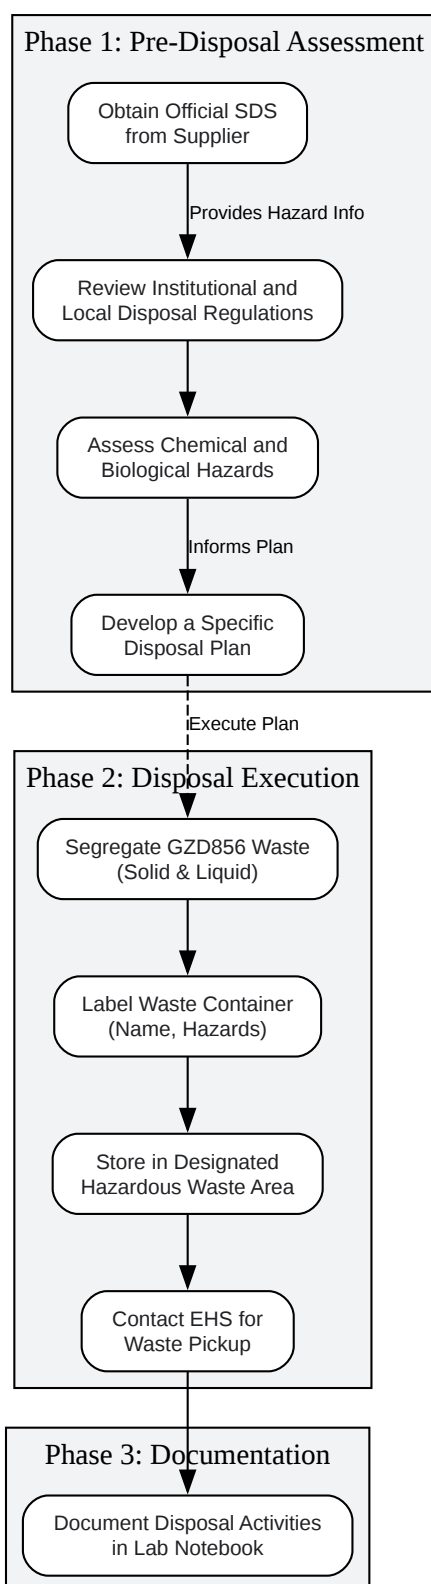 Phase 1: Pre-Disposal Assessment
Obtain Official SDS
from Supplier
Provides Hazard Info
Review Institutional and
Local Disposal Regulations
Assess Chemical and
Biological Hazards
Informs Plan
Develop a Specific
Disposal Plan
Execute Plan
Phase 2: Disposal Execution
Segregate GZD856 Waste
(Solid & Liquid)
Label Waste Container
(Name, Hazards)
Store in Designated
Hazardous Waste Area
Contact EHS for
Waste Pickup
Phase 3: Documentation
Document Disposal Activities
in Lab Notebook